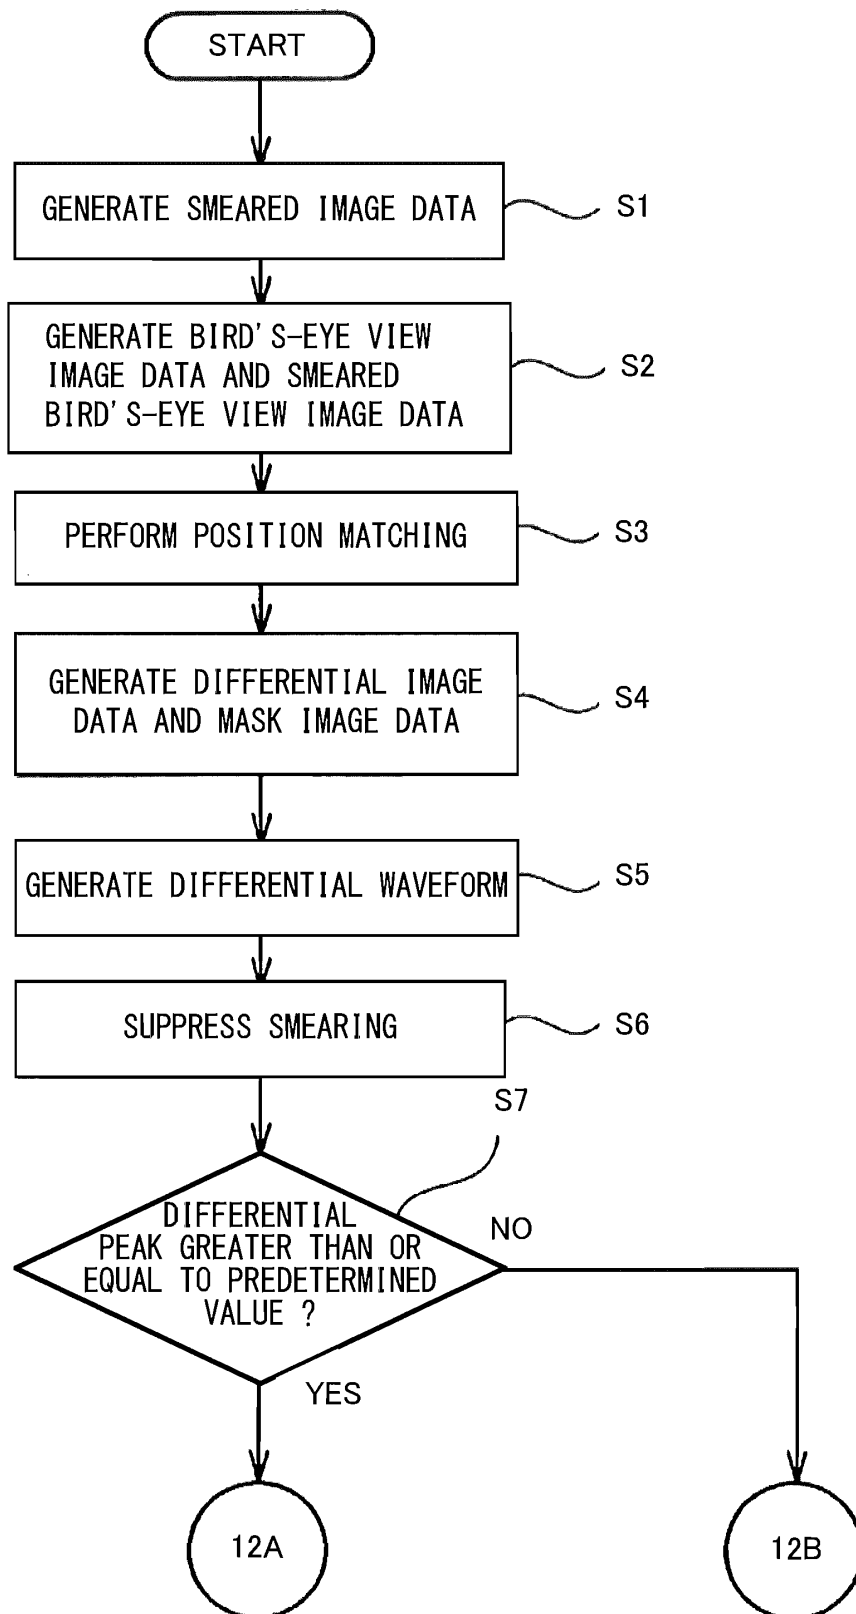 START
GENERATE SMEARED IMAGE DATA
S1
GENERATE BIRD'S-EYE VIEW
IMAGE DATA AND SMEARED
BIRD'S-EYE VIEW IMAGE DATA
S2
PERFORM POSITION MATCHING
S3
GENERATE DIFFERENTIAL IMAGE
DATA AND MASK IMAGE DATA
S4
GENERATE DIFFERENTIAL WAVEFORM
S5
SUPPRESS SMEARING
S6
S7
DIFFERENTIAL
PEAK GREATER THAN OR
EQUAL TO PREDETERMINED
VALUE ?
NO
YES
12A
12B